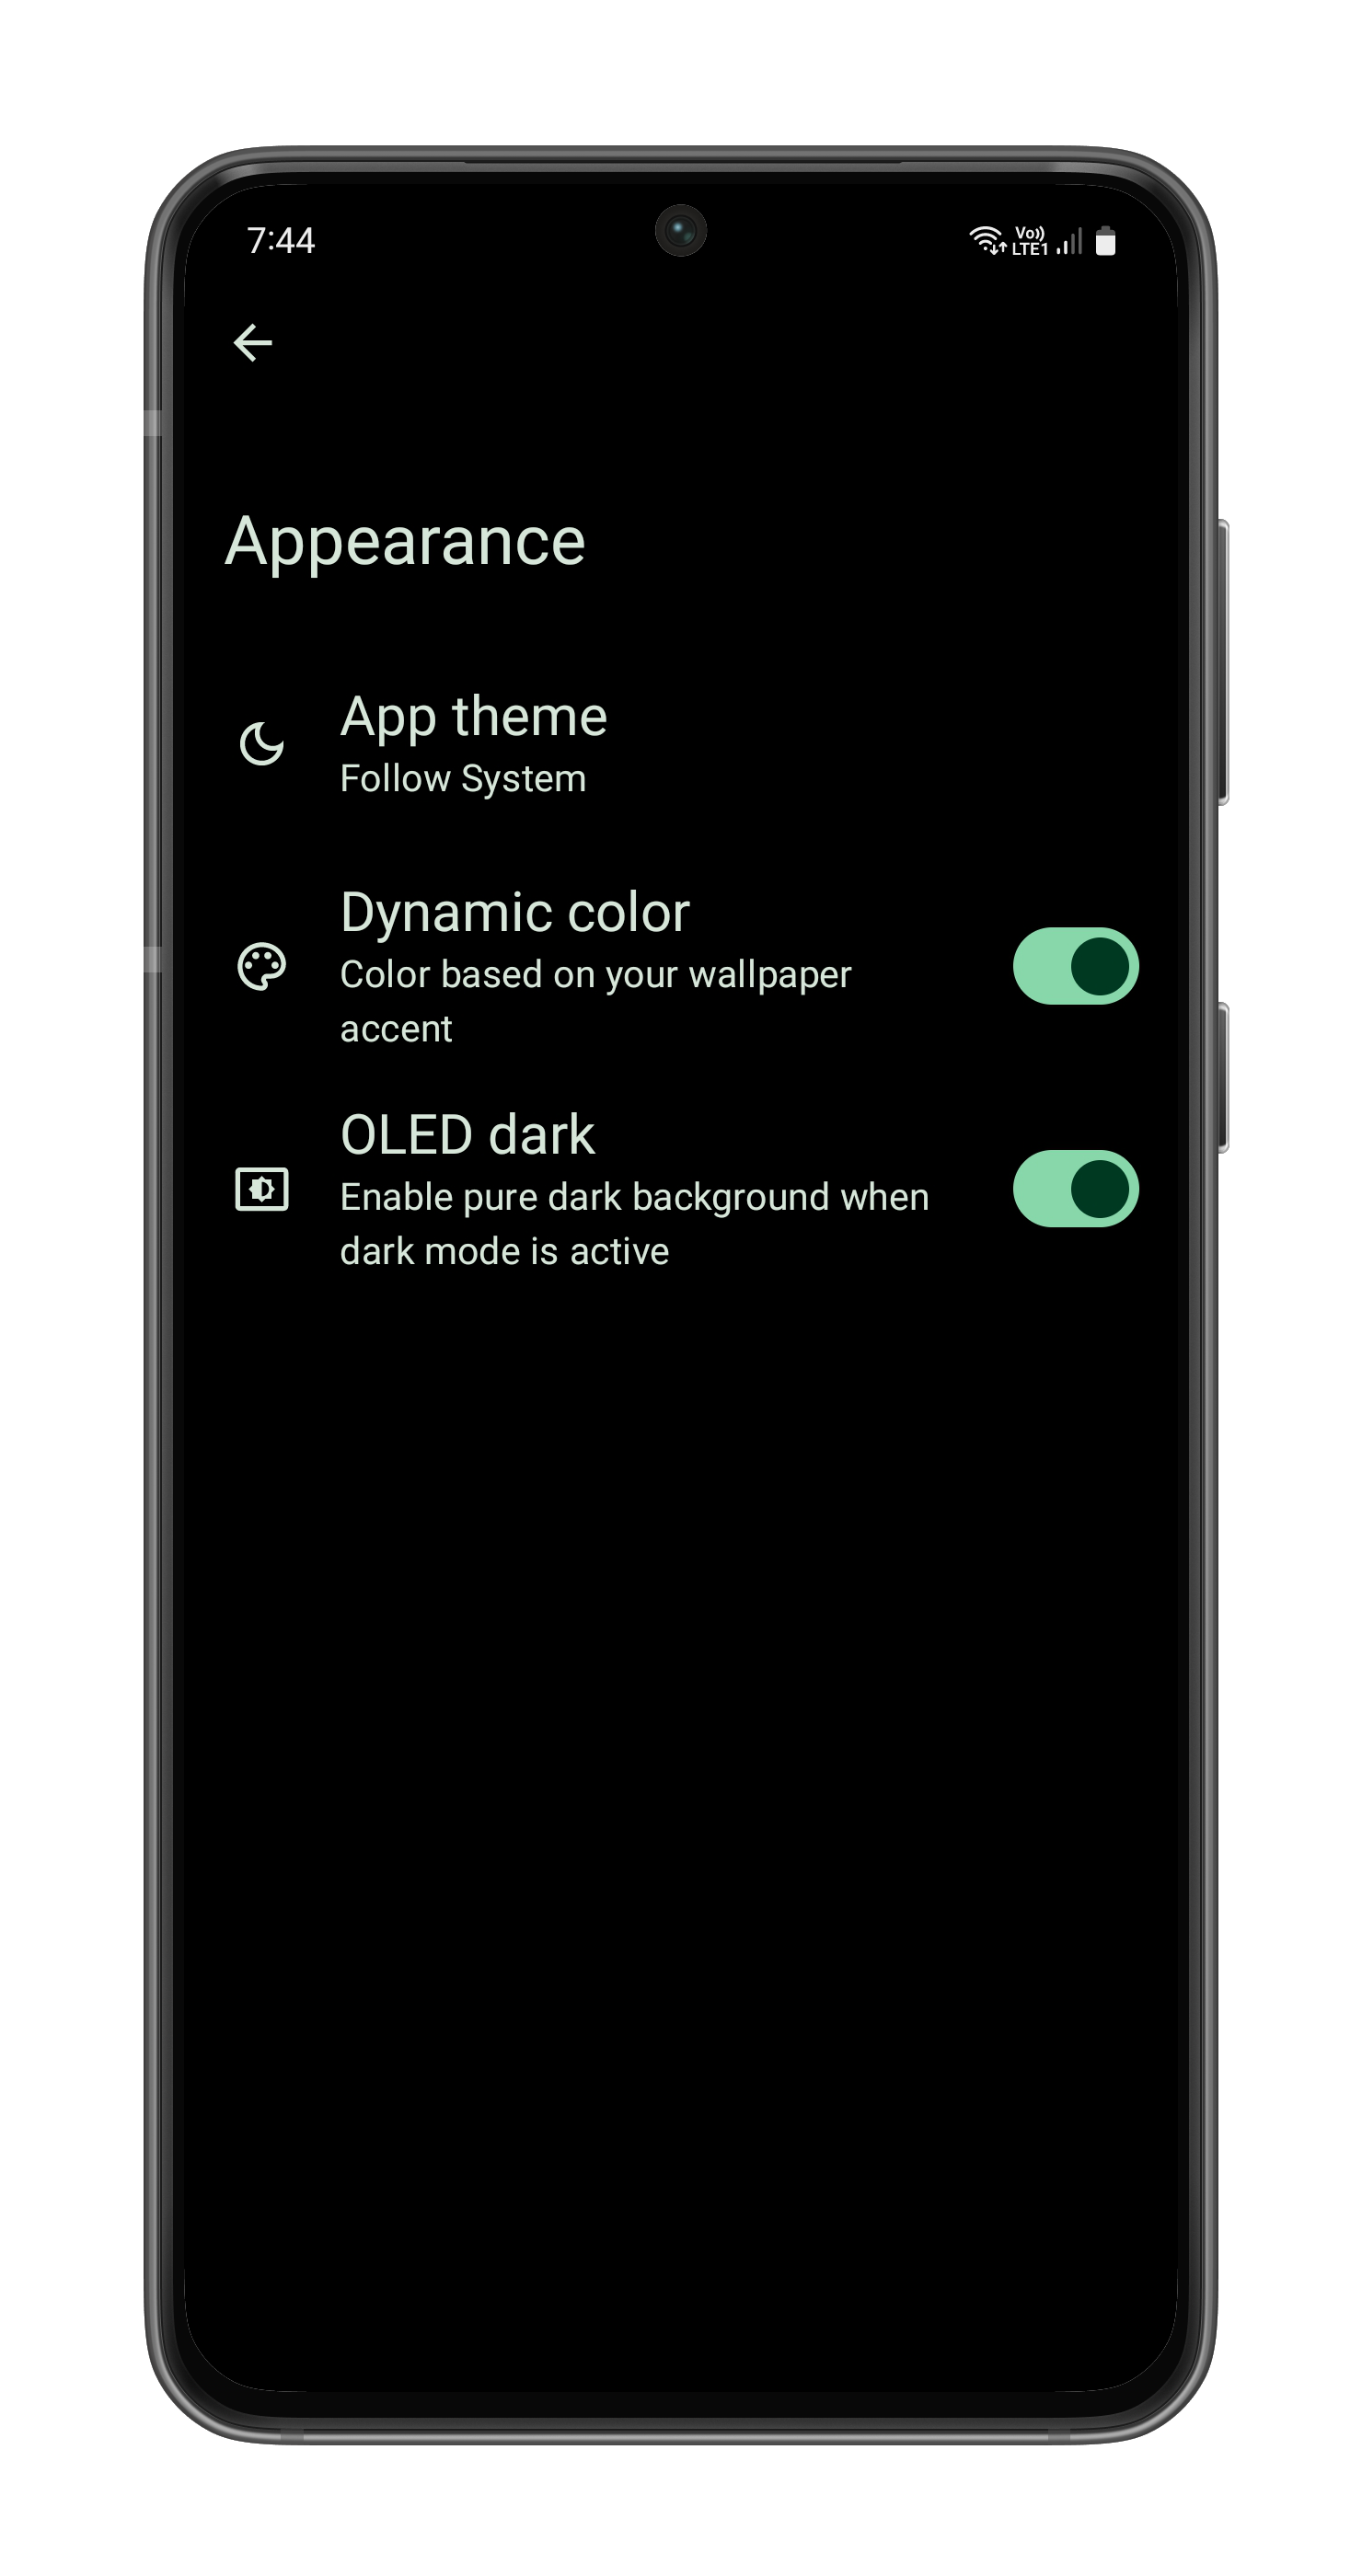 7:44
Vo))
LTE1
Appearance
App theme
Follow System
Dynamic color
Color based on your wallpaper
accent
OLED dark
Enable pure dark background when
dark mode is active